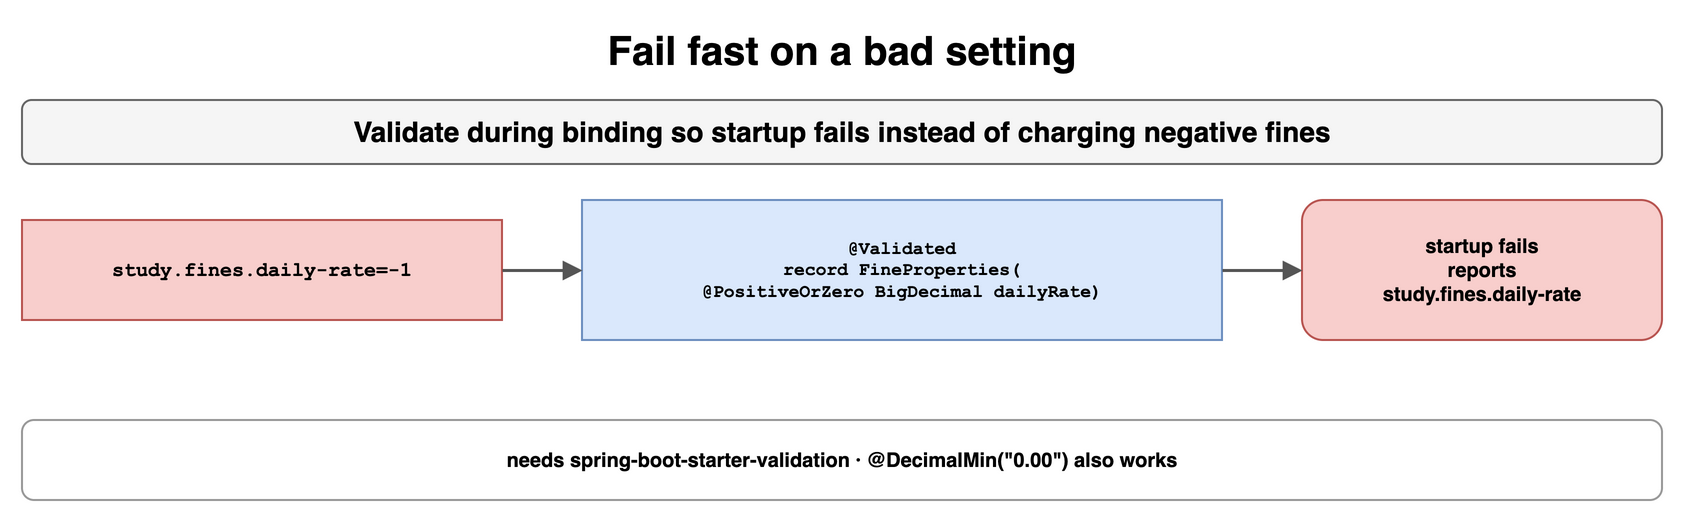 Fail fast on a bad setting
Validate during binding so startup fails instead of charging negative fines
study.fines.daily-rate=-1
@Validated
record FineProperties(
@PositiveOrZero BigDecimal dailyRate)
startup fails
reports
study.fines.daily-rate
needs spring-boot-starter-validation · @DecimalMin("0.00") also works